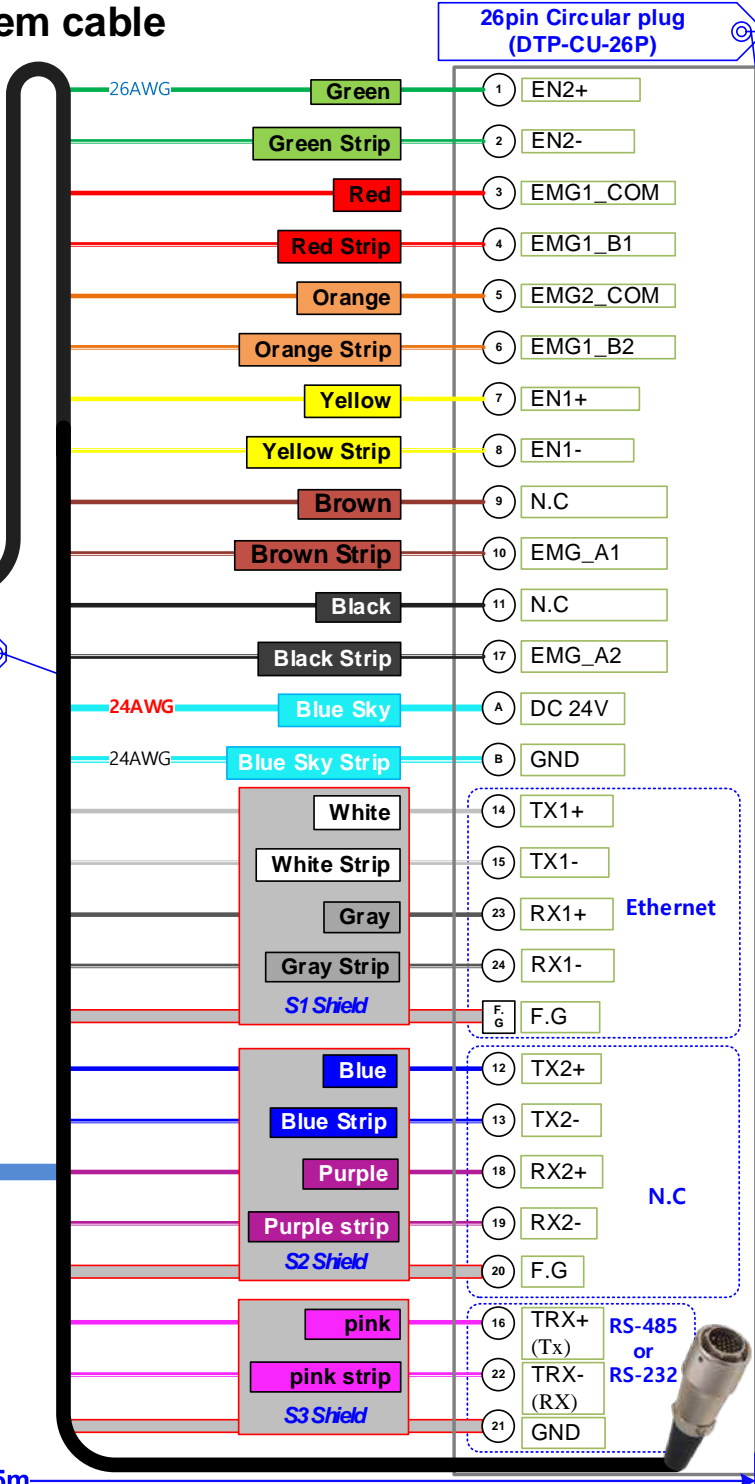 em cable
26pin Circular plug
(DTP-CU-26P)
26AWG Green 1 EN2+
Green Strip 2 EN2-
Red 3 EMG1_COM
Red Strip 4 EMG1_B1
Orange 5 EMG2_COM
Orange Strip 6 EMG1_B2
Yellow 7 EN1+
Yellow Strip 8 EN1-
Brown 9 N.C
Brown Strip 10 EMG_A1
Black 11 N.C
Black Strip 17 EMG_A2
24AWG Blue Sky A DC 24V
24AWG Blue Sky Strip B GND
White 14 TX1+
White Strip 15 TX1-
Gray 23 RX1+ Ethernet
Gray Strip 24 RX1-
S1 Shield F.G F.G
Blue 12 TX2+
Blue Strip 13 TX2-
Purple 18 RX2+
N.C
Purple strip 19 RX2-
S2 Shield 20 F.G
pink 16 TRX+ (Tx)
RS-485
or
RS-232
pink strip 22 TRX- (RX)
S3 Shield 21 GND
5m